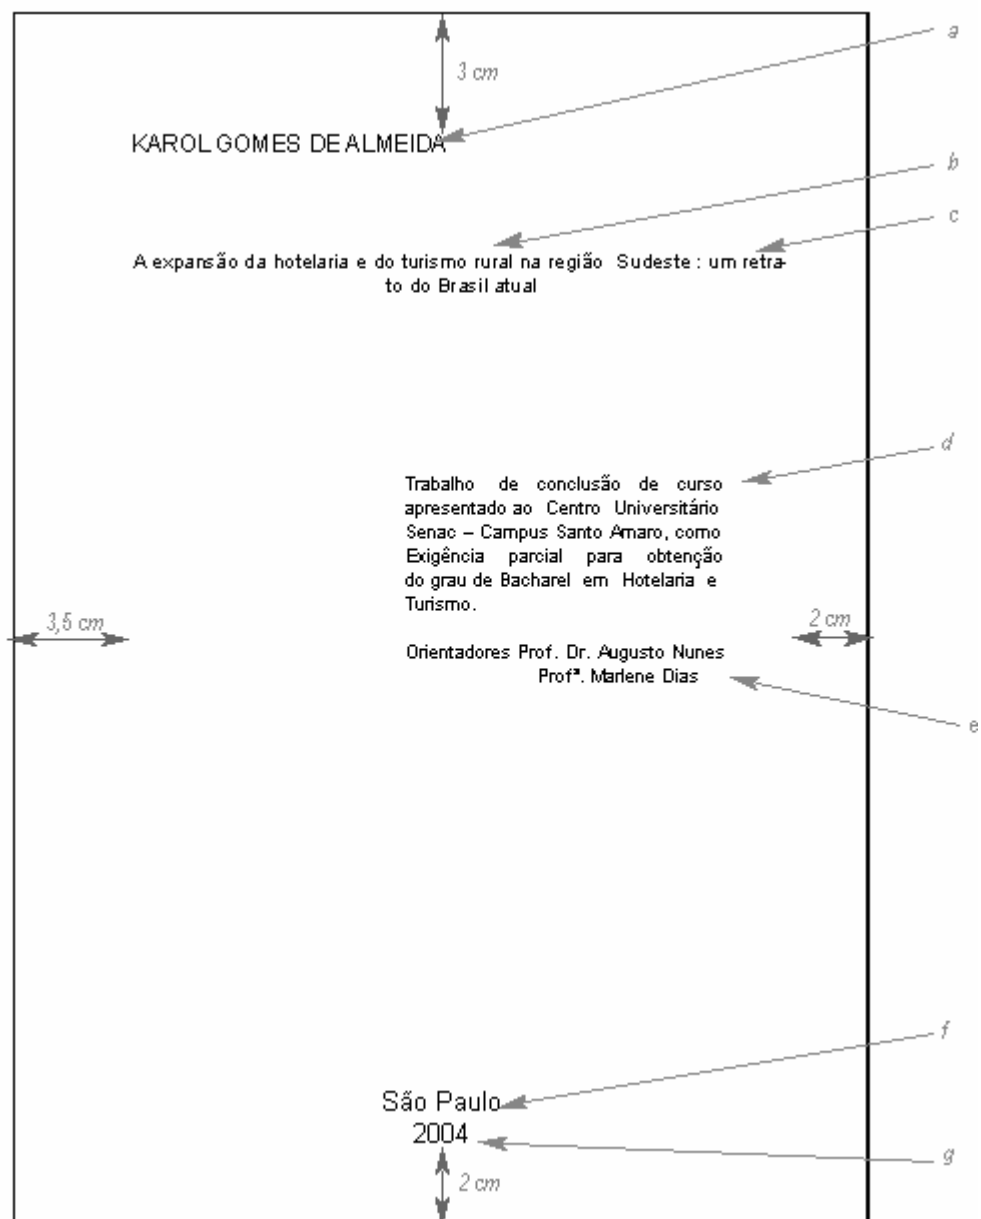 a
3 cm
KAROL GOMES DE ALMEIDA
b
c
A expansão da hotelaria e do turismo rural na região Sudeste : um retra-
to do Brasil atual
d
Trabalho de conclusão de curso
apresentado ao Centro Universitário
Senac – Campus Santo Amaro, como
Exigência parcial para obtenção
do grau de Bacharel em Hotelaria e
Turismo.
3,5 cm
2 cm
Orientadores Prof. Dr. Augusto Nunes
Profª. Marlene Dias
e
f
São Paulo
2004
g
2 cm